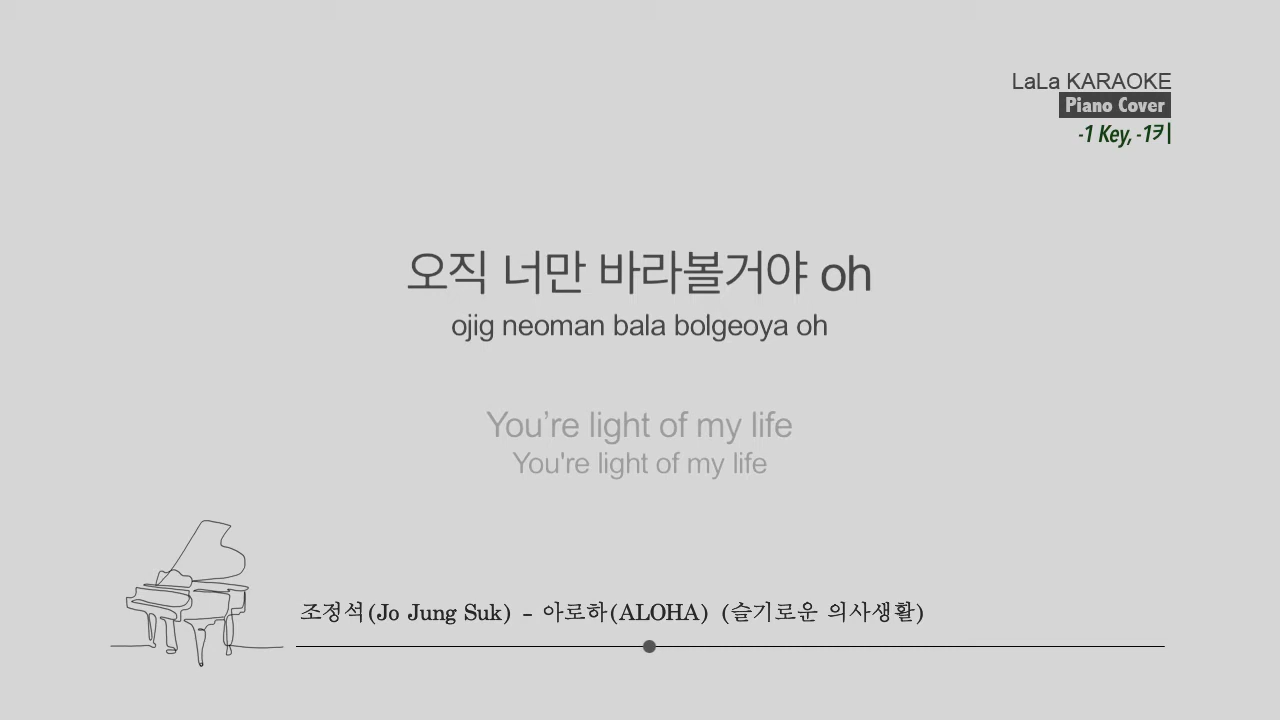 LaLa KARAOKE
Piano Cover
-1 Key, -1키
오직 너만 바라볼거야 oh
ojig neoman bala bolgeoya oh
You’re light of my life
You're light of my life
조정석(Jo Jung Suk) - 아로하(ALOHA) (슬기로운 의사생활)